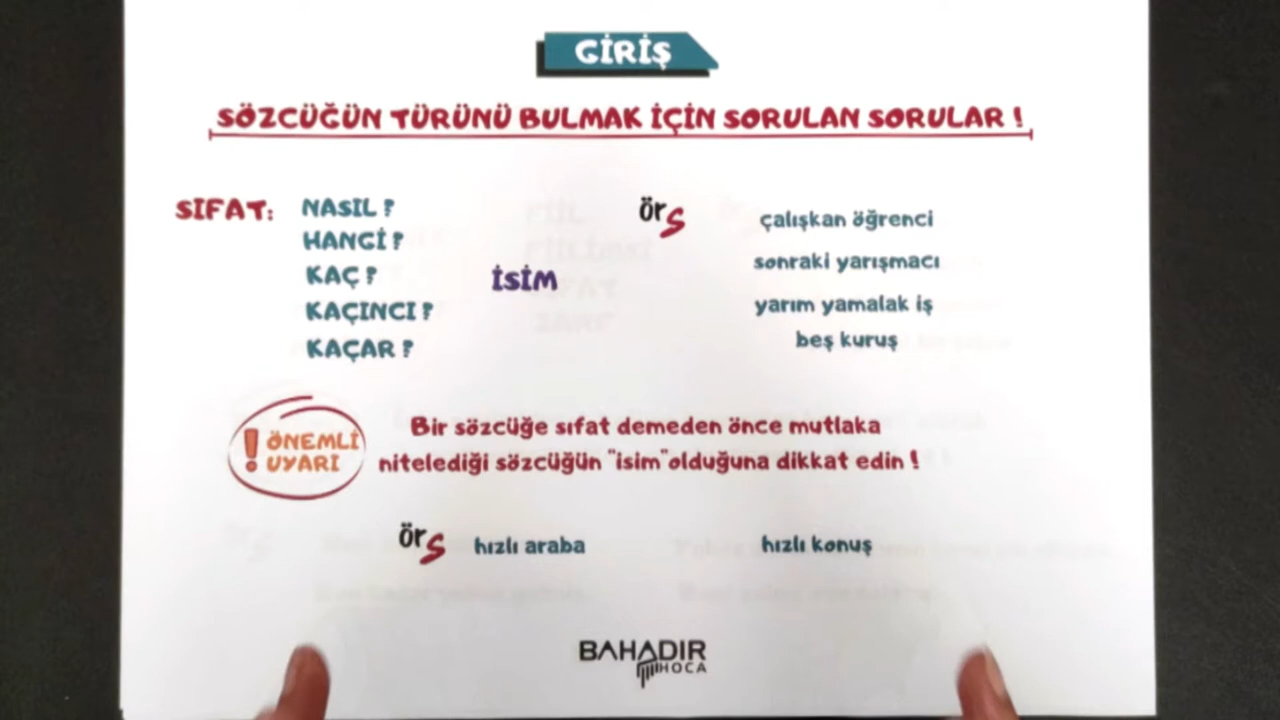 GİRİŞ
SÖZCÜĞÜN TÜRÜNÜ BULMAK İÇİN SORULAN SORULAR !
SIFAT:
NASIL ?
HANGİ ?
KAÇ ?
KAÇINCI ?
KAÇAR ?
İSİM
örs
çalışkan öğrenci
sonraki yarışmacı
yarım yamalak iş
beş kuruş
! ÖNEMLİ
UYARI
Bir sözcüğe sıfat demeden önce mutlaka
nitelediği sözcüğün "isim"olduğuna dikkat edin !
örs
hızlı araba
hızlı konuş
BAHADIR
HOCA